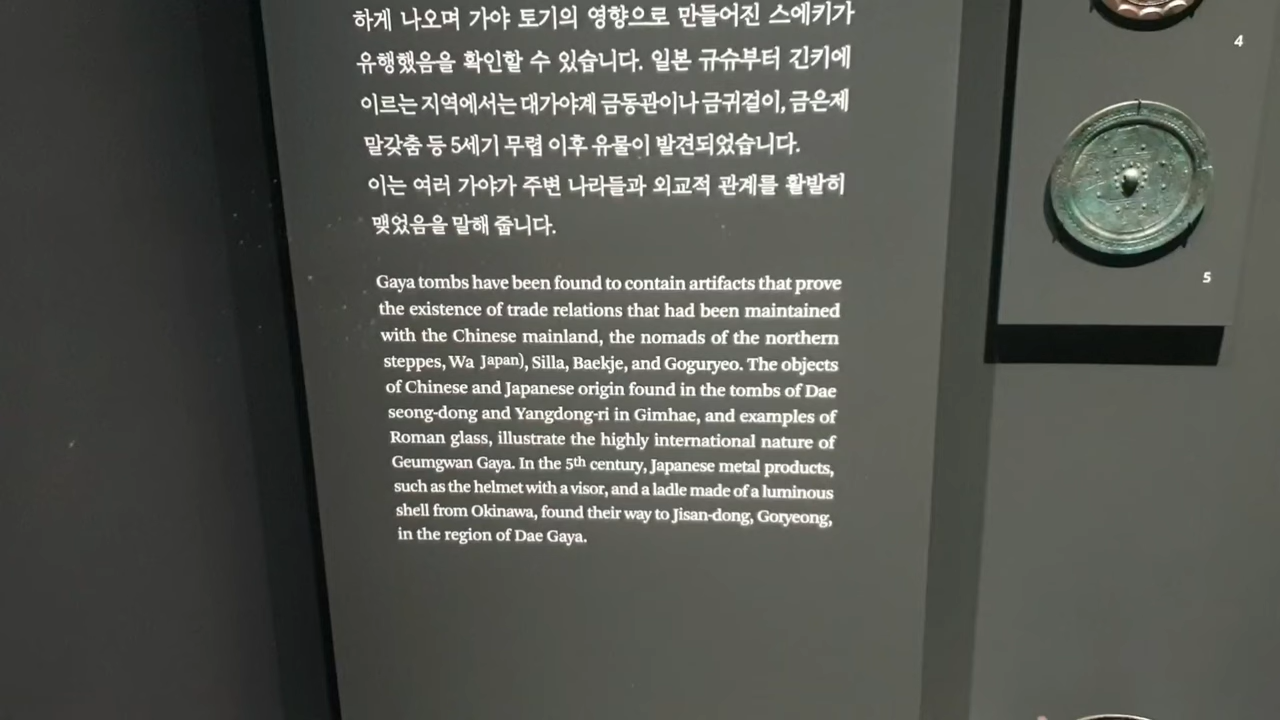 하게 나오며 가야 토기의 영향으로 만들어진 스에키가
유행했음을 확인할 수 있습니다. 일본 규슈부터 긴키에
이르는 지역에서는 대가야계 금동관이나 금귀걸이, 금은제
말갖춤 등 5세기 무렵 이후 유물이 발견되었습니다.
이는 여러 가야가 주변 나라들과 외교적 관계를 활발히
맺었음을 말해 줍니다.
Gaya tombs have been found to contain artifacts that prove
the existence of trade relations that had been maintained
with the Chinese mainland, the nomads of the northern
steppes, Wa Japan), Silla, Baekje, and Goguryeo. The objects
of Chinese and Japanese origin found in the tombs of Dae
seong-dong and Yangdong-ri in Gimhae, and examples of
Roman glass, illustrate the highly international nature of
Geumgwan Gaya. In the 5th century, Japanese metal products,
such as the helmet with a visor, and a ladle made of a luminous
shell from Okinawa, found their way to Jisan-dong, Goryeong,
in the region of Dae Gaya.
4
5